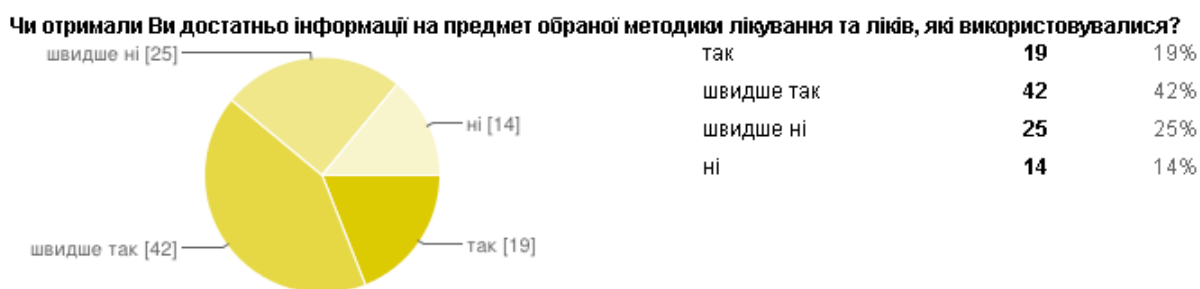 Чи отримали Ви достатньо інформації на предмет обраної методики лікування та ліків, які використовувалися?
швидше ні [25]
ні [14]
швидше так [42]
так [19]
так 19 19%
швидше так 42 42%
швидше ні 25 25%
ні 14 14%